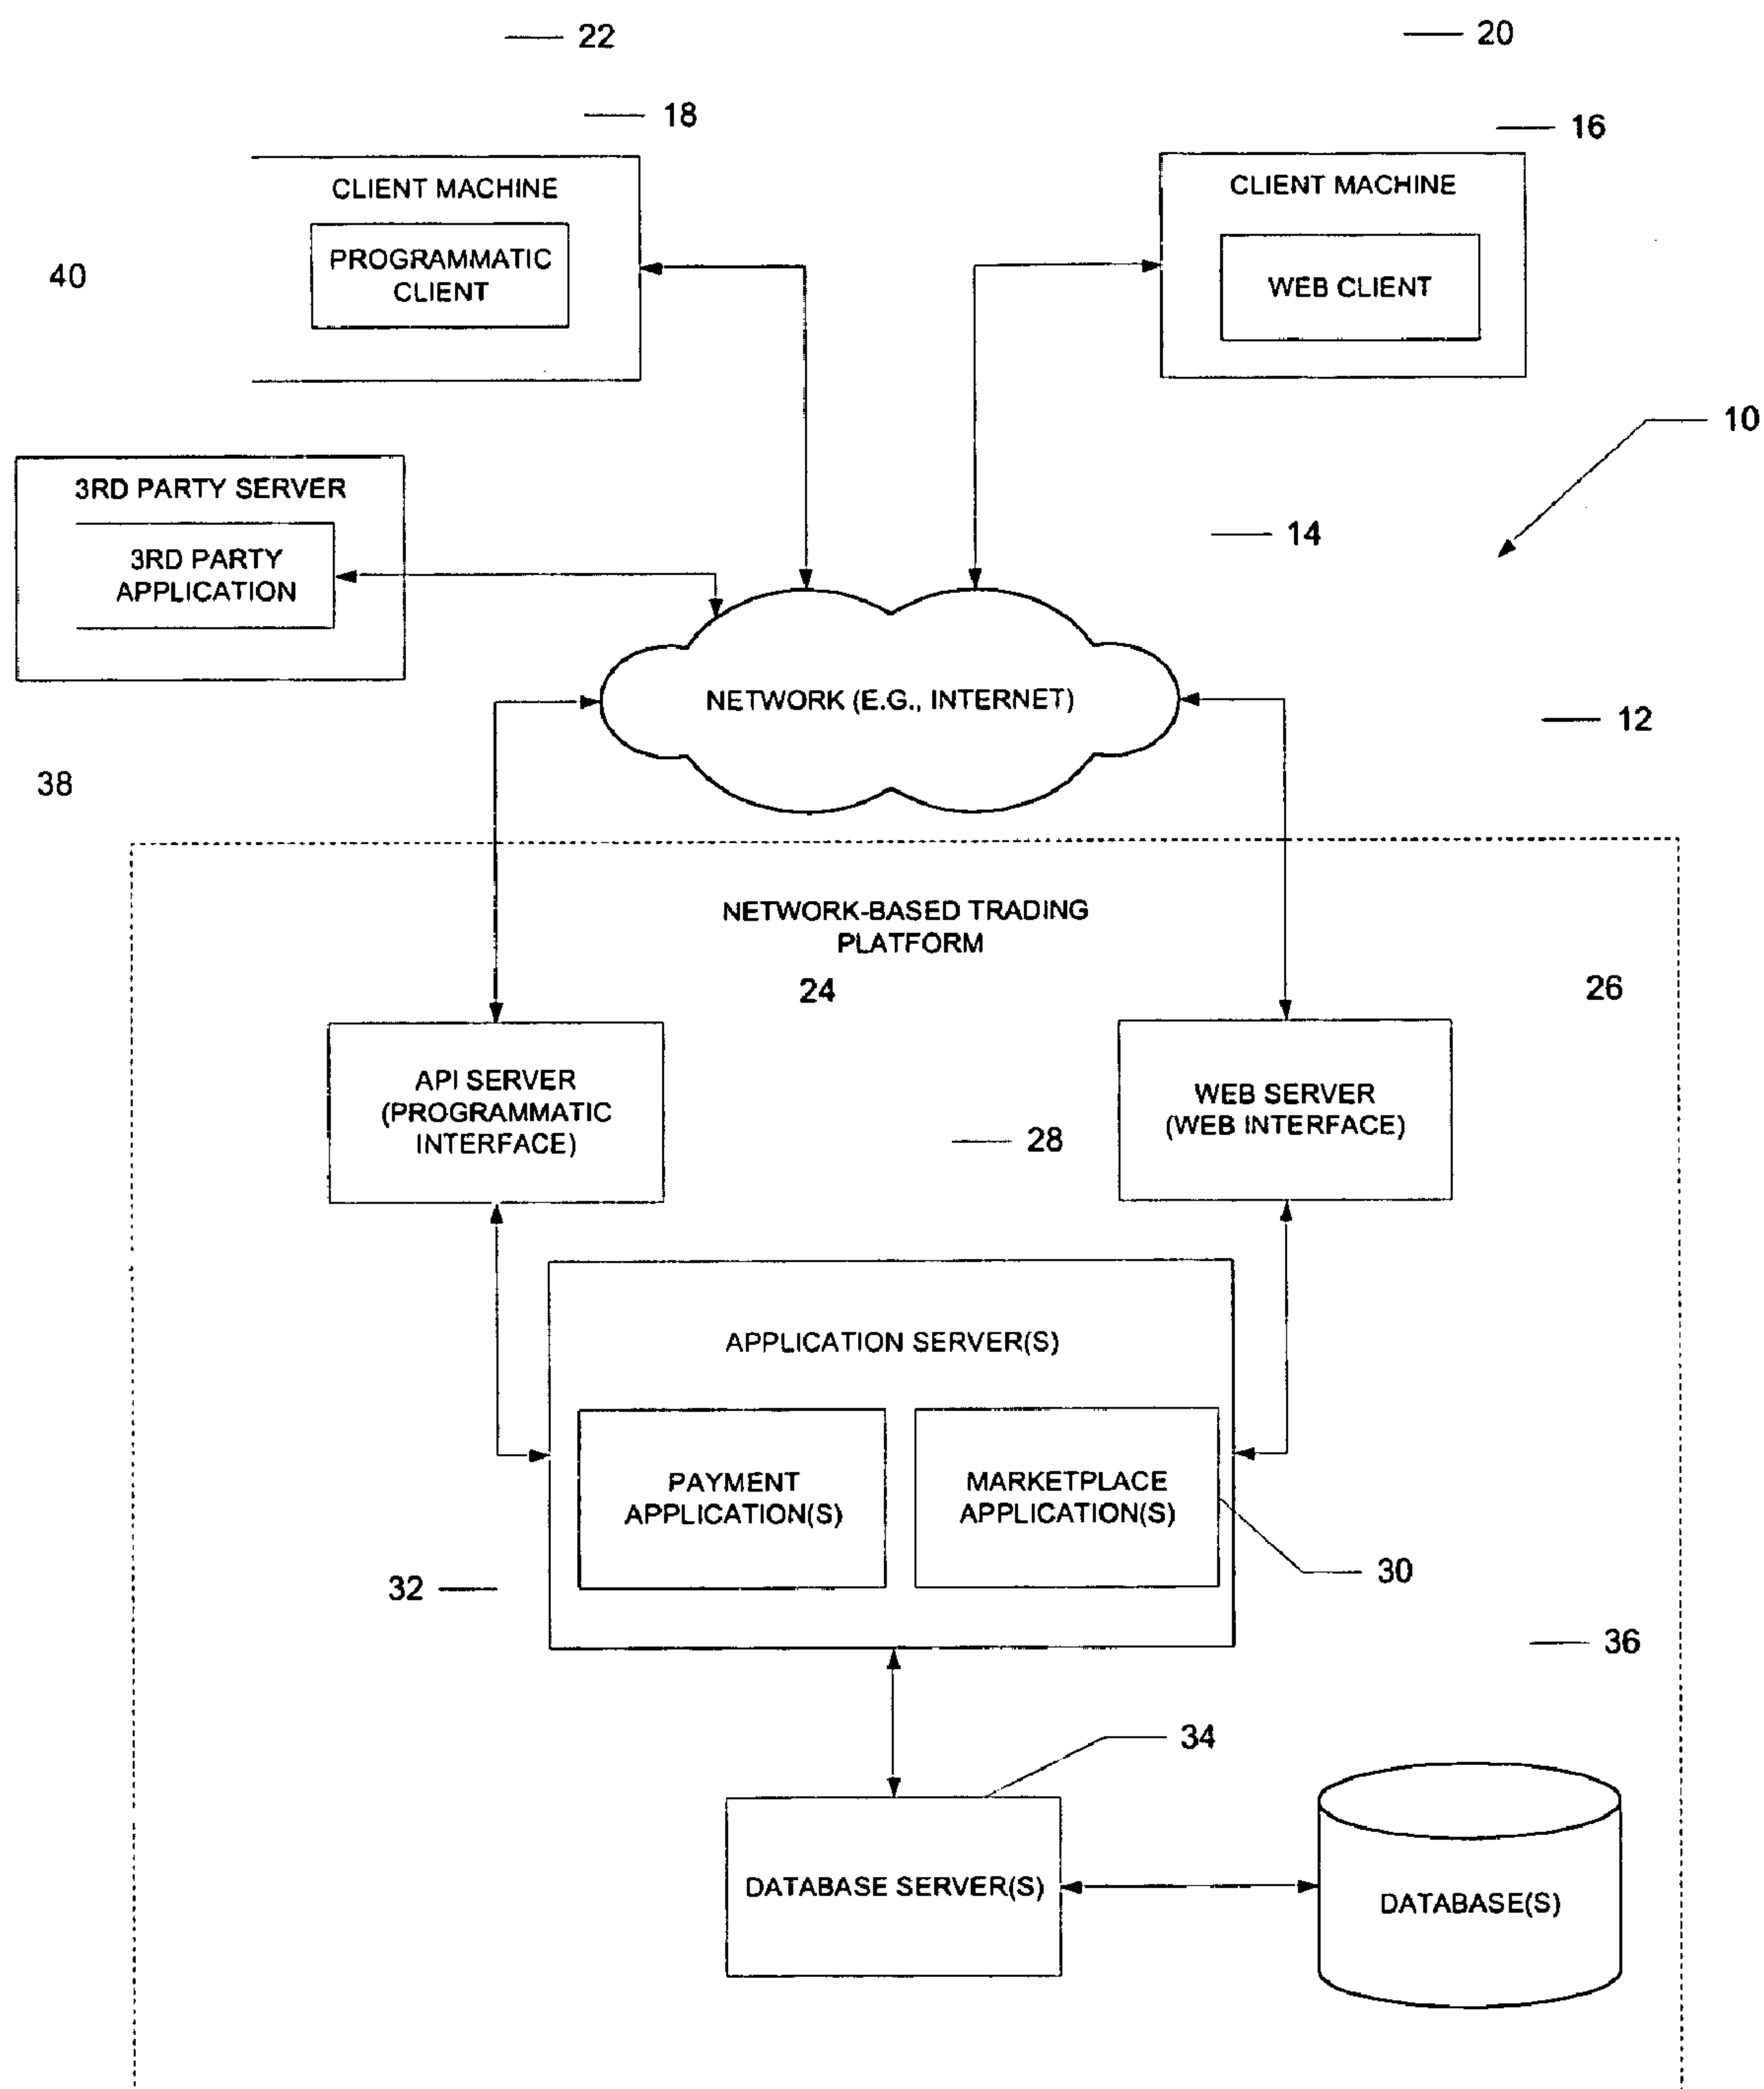 22
20
18
16
CLIENT MACHINE
PROGRAMMATIC
CLIENT
CLIENT MACHINE
WEB CLIENT
40
10
3RD PARTY SERVER
3RD PARTY
APPLICATION
14
NETWORK (E.G., INTERNET)
12
38
NETWORK-BASED TRADING
PLATFORM
24
26
API SERVER
(PROGRAMMATIC
INTERFACE)
WEB SERVER
(WEB INTERFACE)
28
APPLICATION SERVER(S)
PAYMENT
APPLICATION(S)
MARKETPLACE
APPLICATION(S)
32
30
36
34
DATABASE SERVER(S)
DATABASE(S)